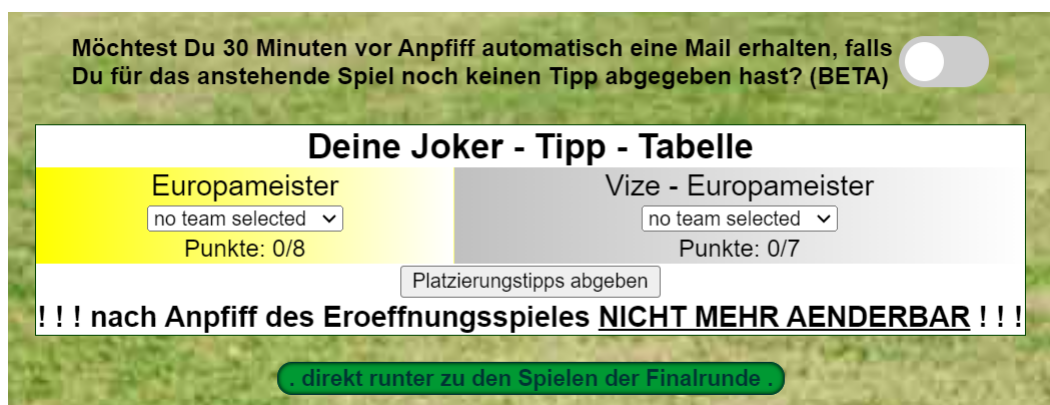 Möchtest Du 30 Minuten vor Anpfiff automatisch eine Mail erhalten, falls
Du für das anstehende Spiel noch keinen Tipp abgegeben hast? (BETA)
Deine Joker - Tipp - Tabelle
Europameister
Vize - Europameister
no team selected
no team selected
Punkte: 0/8
Punkte: 0/7
Platzierungstipps abgeben
! ! ! nach Anpfiff des Eroeffnungsspieles NICHT MEHR AENDERBAR ! ! !
. direkt runter zu den Spielen der Finalrunde .